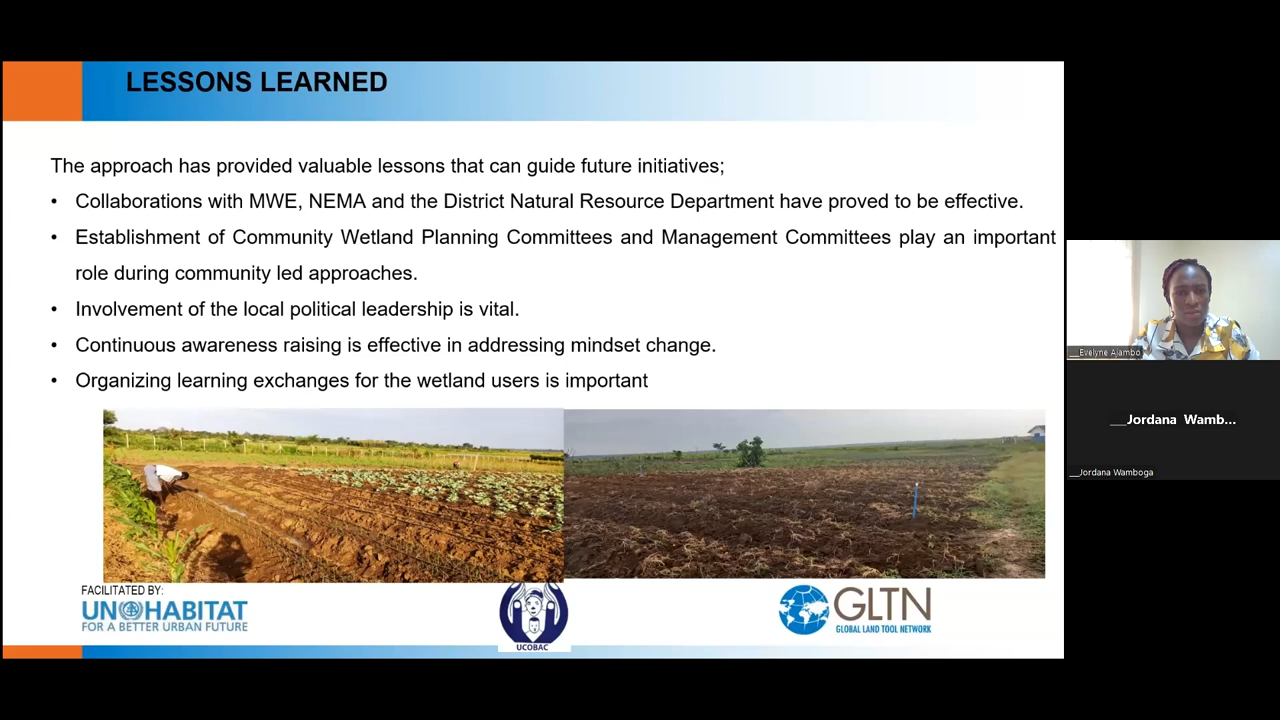 LESSONS LEARNED
The approach has provided valuable lessons that can guide future initiatives;
• Collaborations with MWE, NEMA and the District Natural Resource Department have proved to be effective.
• Establishment of Community Wetland Planning Committees and Management Committees play an important
role during community led approaches.
• Involvement of the local political leadership is vital.
• Continuous awareness raising is effective in addressing mindset change.
• Organizing learning exchanges for the wetland users is important
FACILITATED BY:
UN HABITAT
FOR A BETTER URBAN FUTURE
UCOBAC
GLTN
GLOBAL LAND TOOL NETWORK
__Evelyne Ajambo
__Jordana Wamb...
__Jordana Wamboga